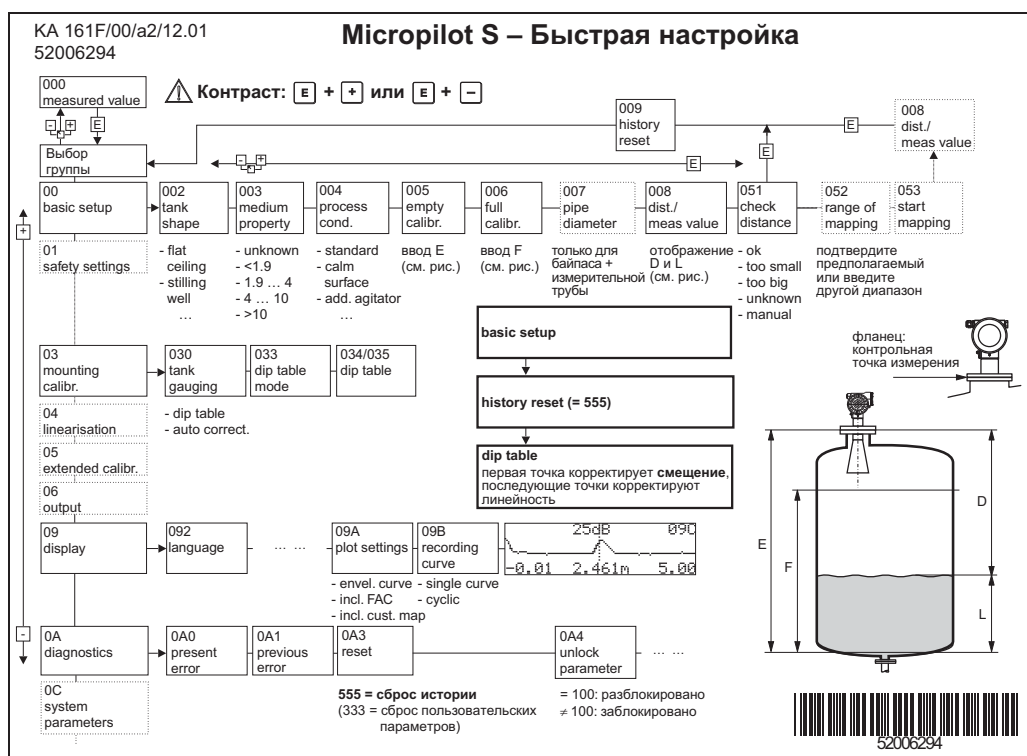 KA 161F/00/a2/12.01
52006294
Micropilot S – Быстрая настройка
000
measured value
Контраст: E + + или E + –
- +
E
Выбор
группы
009
history
reset
E
008
dist./
meas value
- +
E
E
00
basic setup
002
tank
shape
003
medium
property
004
process
cond.
005
empty
calibr.
006
full
calibr.
007
pipe
diameter
008
dist./
meas value
051
check
distance
052
range of
mapping
053
start
mapping
+
01
safety settings
- flat
ceiling
- stilling
well
...
- unknown
- <1.9
- 1.9 ... 4
- 4 ... 10
- >10
- standard
- calm
surface
- add. agitator
...
ввод E
(см. рис.)
ввод F
(см. рис.)
только для
байпаса +
измерительной
трубы
отображение
D и L
(см. рис.)
- ok
- too small
- too big
- unknown
- manual
подтвердите
предполагаемый
или введите
другой диапазон
basic setup
history reset (= 555)
dip table
первая точка корректирует смещение,
последующие точки корректируют
линейность
фланец:
контрольная
точка измерения
03
mounting
calibr.
030
tank
gauging
033
dip table
mode
034/035
dip table
- dip table
- auto correct.
04
linearisation
05
extended calibr.
06
output
09
display
092
language
... ...
09A
plot settings
09B
recording
curve
25dB 09C
-0.01 2.461m 5.00
- envel. curve
- incl. FAC
- incl. cust. map
- single curve
- cyclic
E
F
D
L
-
0A
diagnostics
0A0
present
error
0A1
previous
error
0A3
reset
0A4
unlock
parameter
... ...
555 = сброс истории
(333 = сброс пользовательских
параметров)
= 100: разблокировано
≠ 100: заблокировано
0C
system
parameters
52006294